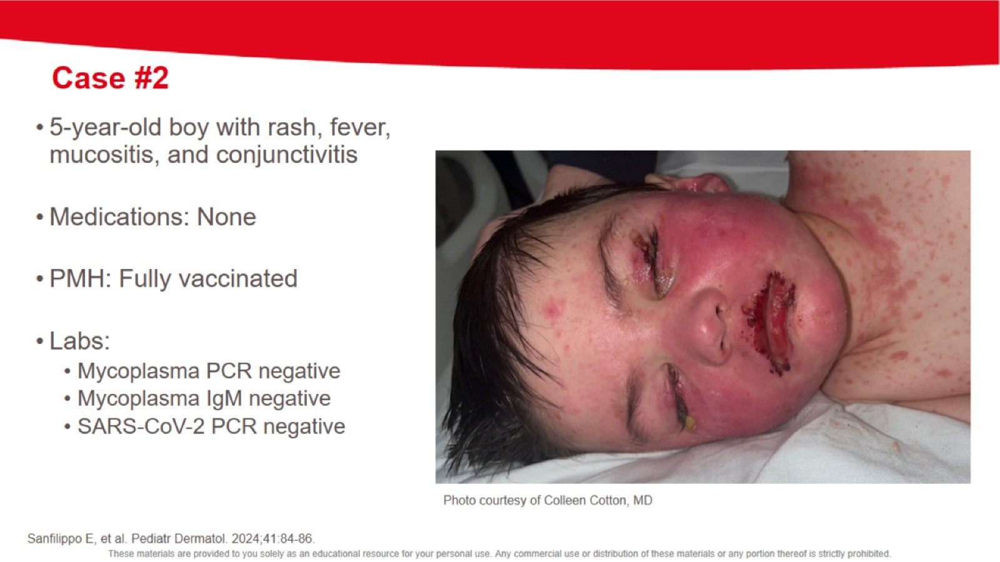 Case #2
• 5-year-old boy with rash, fever,
mucositis, and conjunctivitis
• Medications: None
• PMH: Fully vaccinated
• Labs:
• Mycoplasma PCR negative
• Mycoplasma IgM negative
• SARS-CoV-2 PCR negative
Photo courtesy of Colleen Cotton, MD
Sanfilippo E, et al. Pediatr Dermatol. 2024;41:84-86.
These materials are provided to you solely as an educational resource for your personal use. Any commercial use or distribution of these materials or any portion thereof is strictly prohibited.